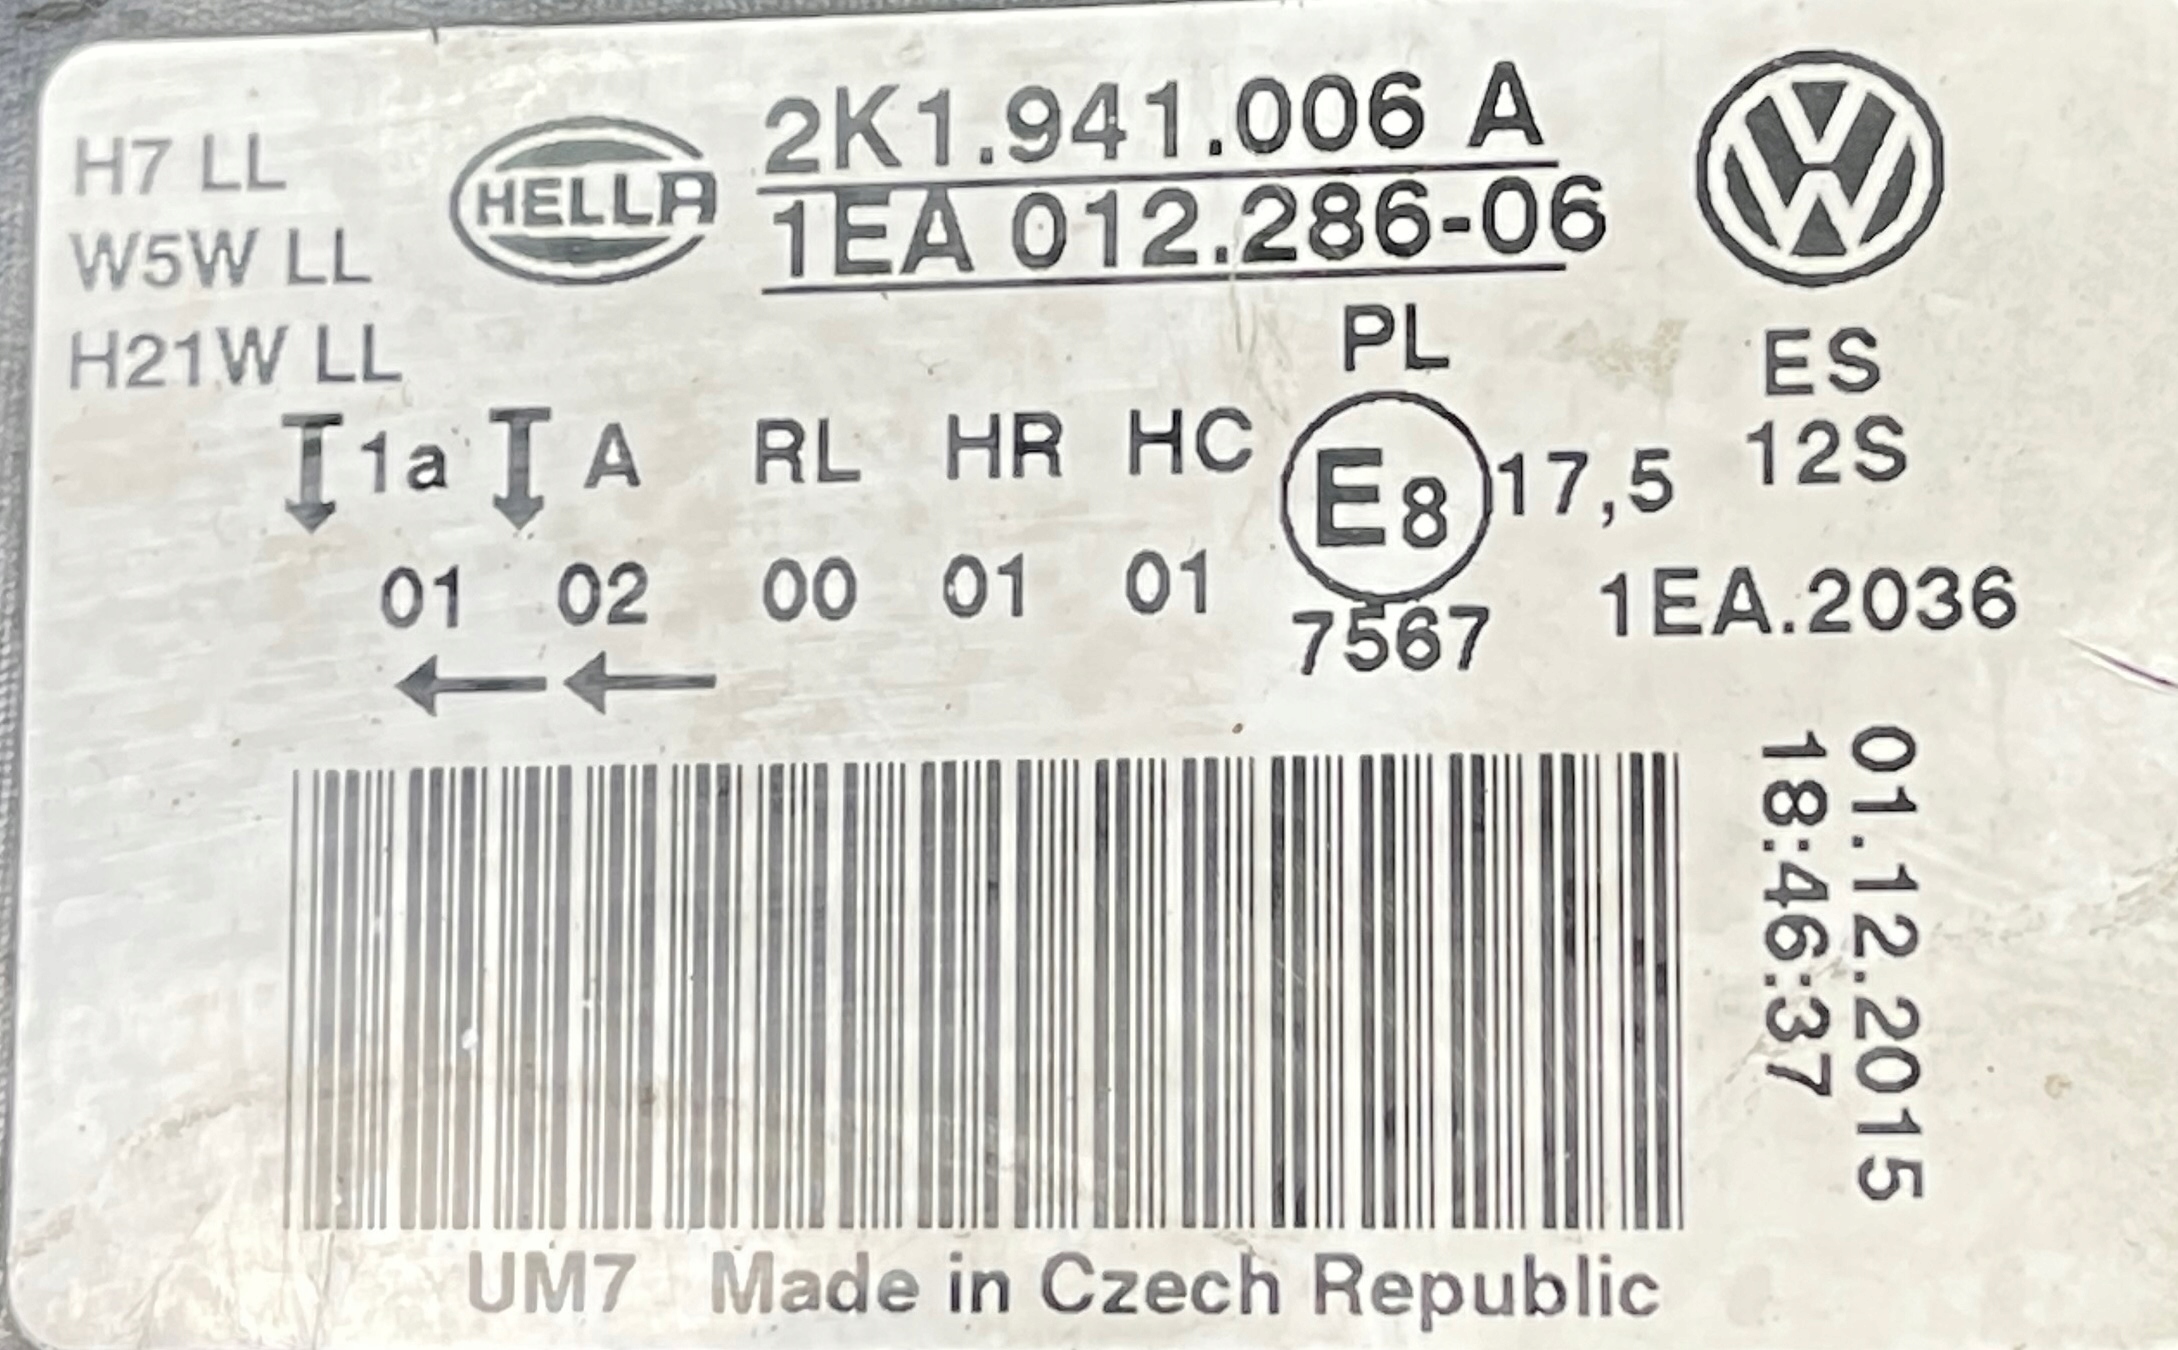 H7 LL
W5W LL
H21W LL
HELLA
2K1.941.006 A
1EA 012.286-06
PL
ES
12S
1a A RL HR HC E8 17,5
01 02 00 01 01
7567
1EA.2036
01.12.2015
18:46:37
UM7 Made in Czech Republic